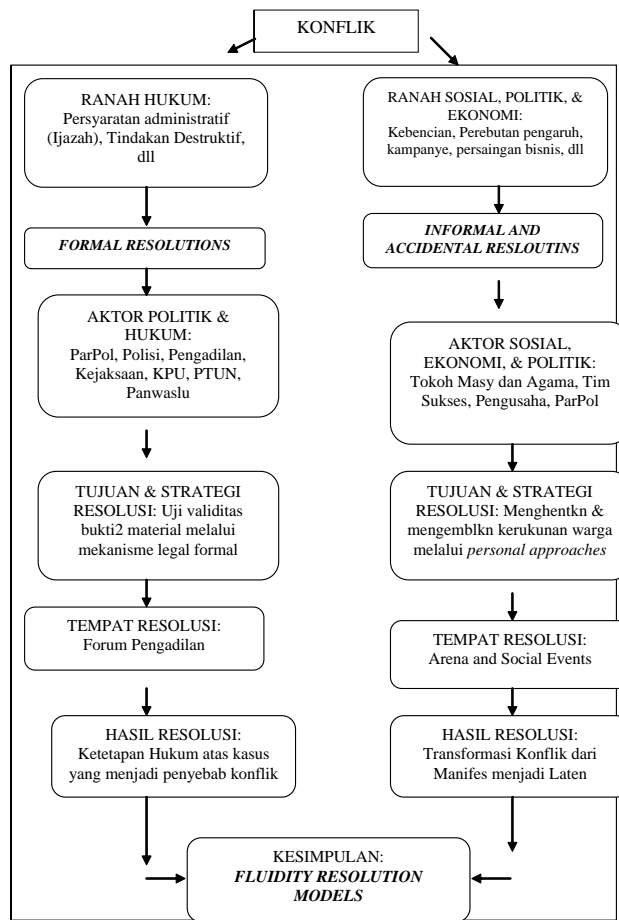 KONFLIK
RANAH HUKUM:
Persyaratan administratif
(Ijazah), Tindakan Destruktif,
dll
FORMAL RESOLUTIONS
AKTOR POLITIK &
HUKUM:
ParPol, Polisi, Pengadilan,
Kejaksaan, KPU, PTUN,
Panwaslu
TUJUAN & STRATEGI
RESOLUSI: Uji validitas
bukti2 material melalui
mekanisme legal formal
TEMPAT RESOLUSI:
Forum Pengadilan
HASIL RESOLUSI:
Ketetapan Hukum atas kasus
yang menjadi penyebab konflik
RANAH SOSIAL, POLITIK, &
EKONOMI:
Kebencian, Perebutan pengaruh,
kampanye, persaingan bisnis, dll
INFORMAL AND
ACCIDENTAL RESLOUTINS
AKTOR SOSIAL,
EKONOMI, & POLITIK:
Tokoh Masy dan Agama, Tim
Sukses, Pengusaha, ParPol
TUJUAN & STRATEGI
RESOLUSI: Menghentkn &
mengemblkn kerukunan warga
melalui personal approaches
TEMPAT RESOLUSI:
Arena and Social Events
HASIL RESOLUSI:
Transformasi Konflik dari
Manifes menjadi Laten
KESIMPULAN:
FLUIDITY RESOLUTION
MODELS